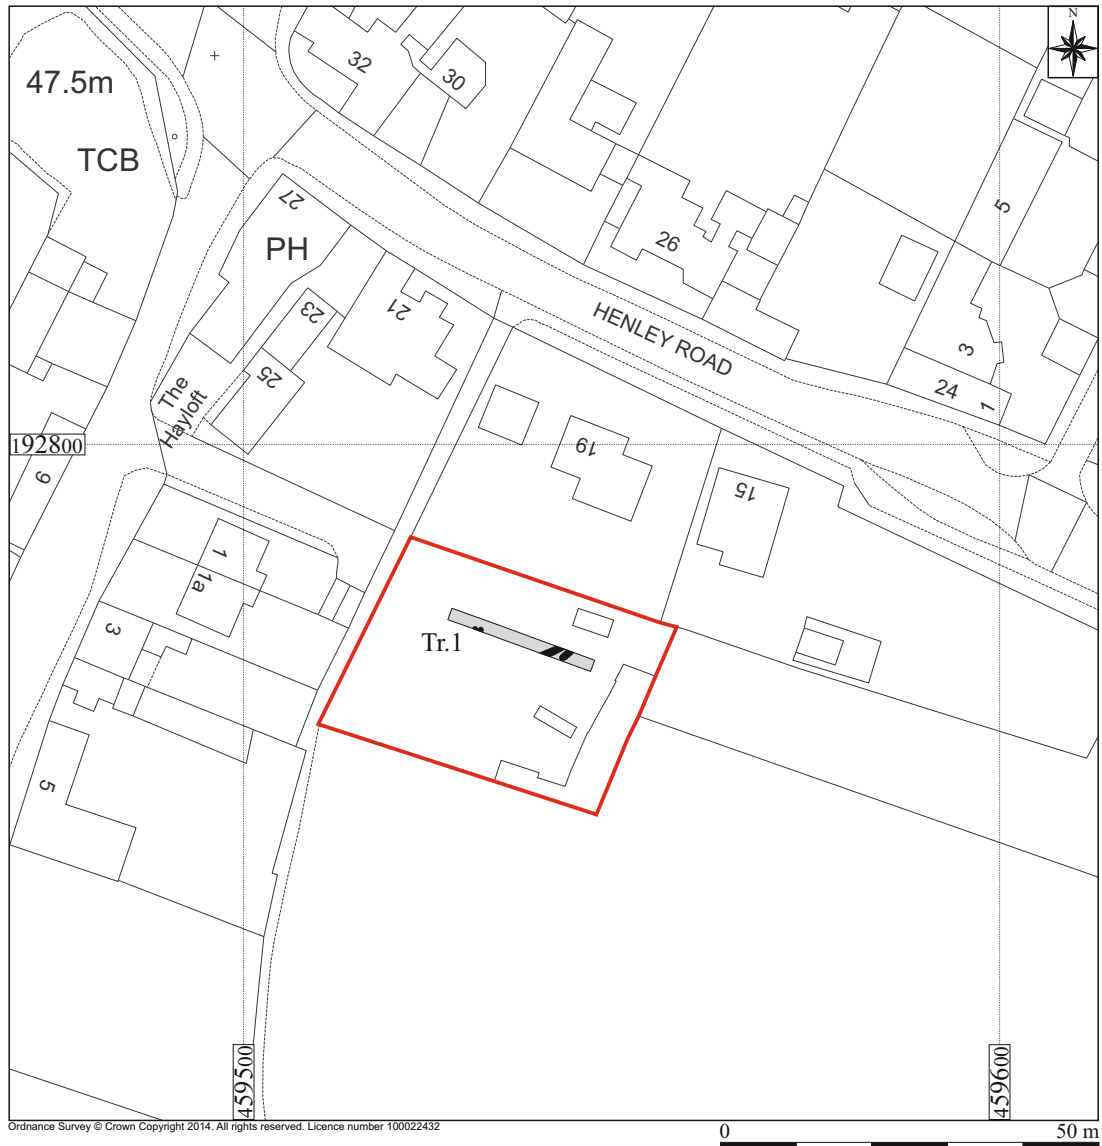 N
47.5m
32
30
TCB
5
27
26
PH
23
21
HENLEY ROAD
3
25
The
Hayloft
24
1
192800
19
9
15
1
1a
3
Tr.1
5
459500
459600
Ordnance Survey © Crown Copyright 2014. All rights reserved. Licence number 100022432
0
50 m